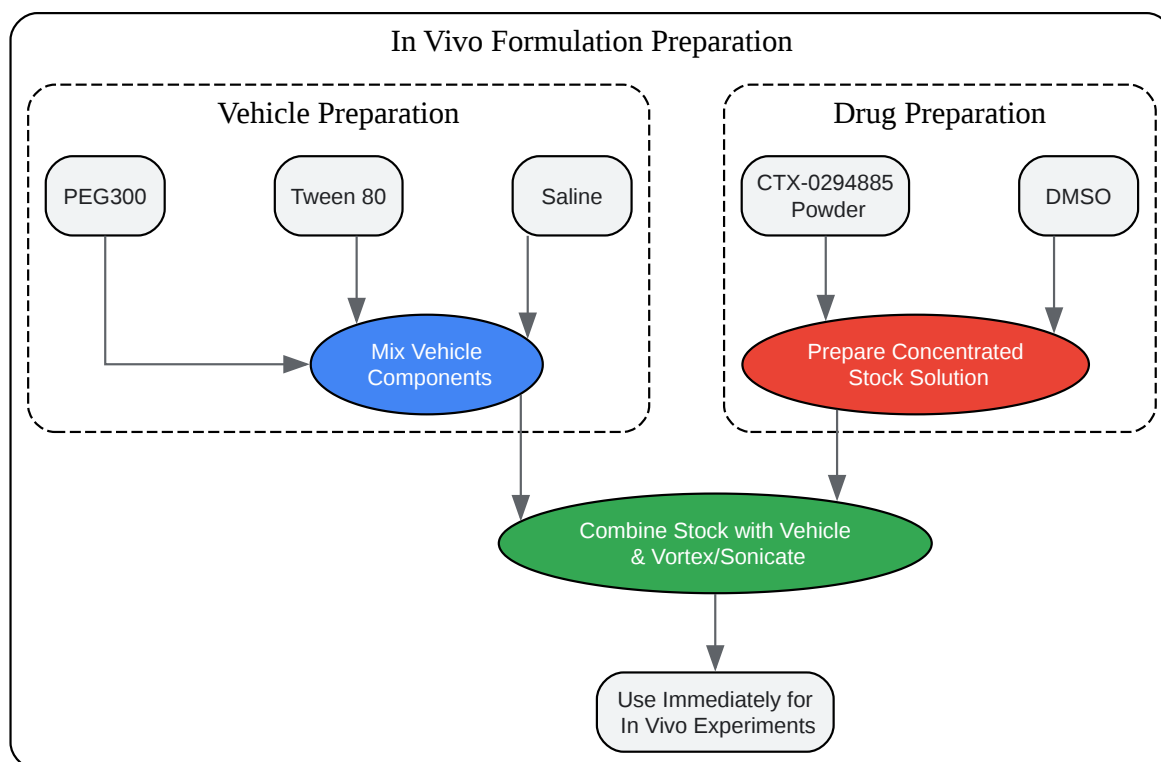 In Vivo Formulation Preparation
Vehicle Preparation
Drug Preparation
PEG300
Tween 80
Saline
CTX-0294885
Powder
DMSO
Mix Vehicle
Components
Prepare Concentrated
Stock Solution
Combine Stock with Vehicle
& Vortex/Sonicate
Use Immediately for
In Vivo Experiments